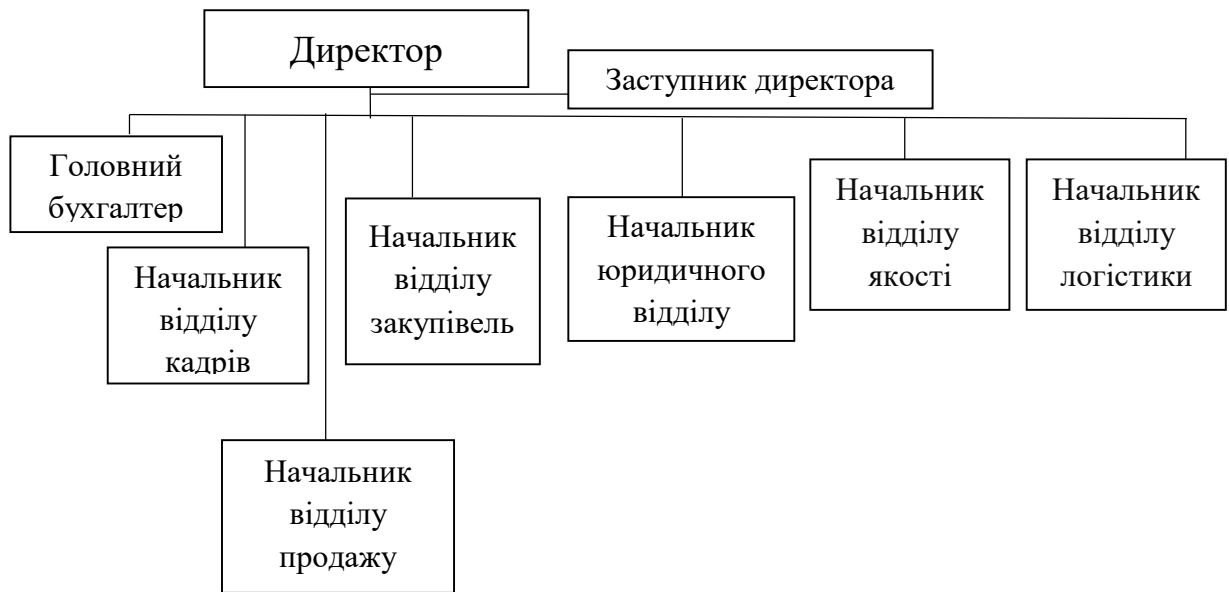 Директор
Заступник директора
Головний
бухгалтер
Начальник
відділу
кадрів
Начальник
відділу
продажу
Начальник
відділу
закупівель
Начальник
юридичного
відділу
Начальник
відділу
якості
Начальник
відділу
логістики